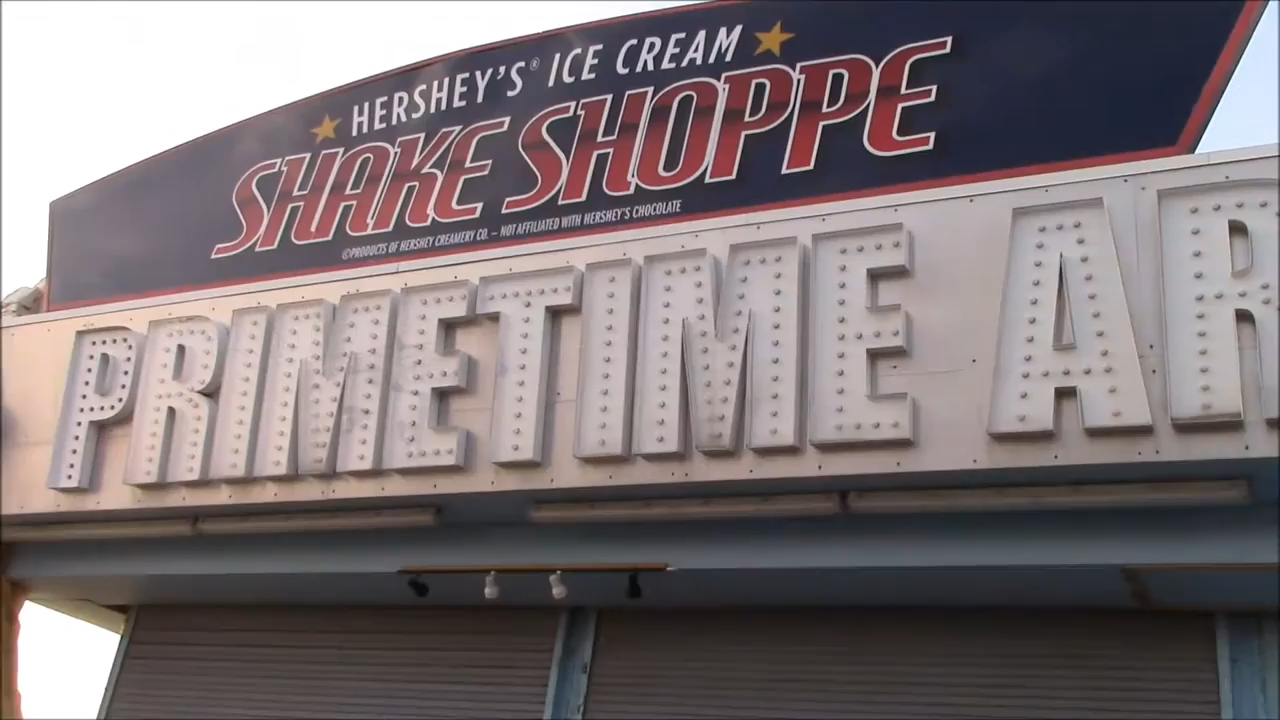 HERSHEY'S® ICE CREAM
SHAKE SHOPPE
©PRODUCTS OF HERSHEY CREAMERY CO. – NOT AFFILIATED WITH HERSHEY'S CHOCOLATE
PRIMETIME AR